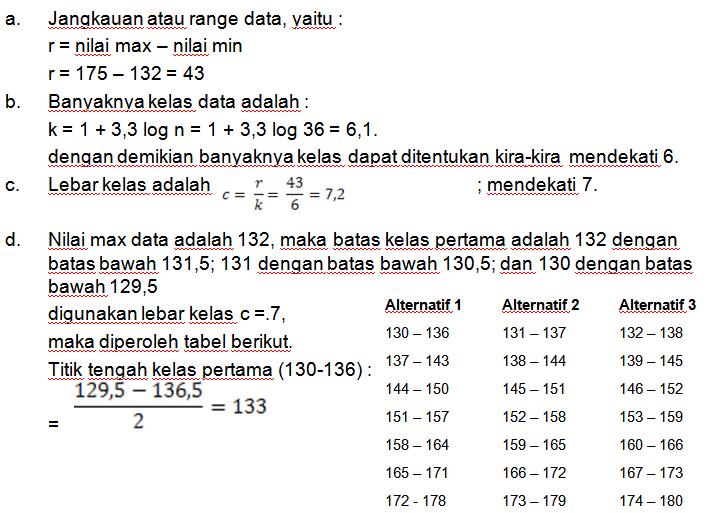 a. Jangkauan atau range data, yaitu :
r = nilai max – nilai min
r = 175 – 132 = 43
b. Banyaknya kelas data adalah :
k = 1 + 3,3 log n = 1 + 3,3 log 36 = 6,1.
dengan demikian banyaknya kelas dapat ditentukan kira-kira mendekati 6.
c. Lebar kelas adalah c = r/k = 43/6 = 7,2 ; mendekati 7.
d. Nilai max data adalah 132, maka batas kelas pertama adalah 132 dengan
batas bawah 131,5; 131 dengan batas bawah 130,5; dan 130 dengan batas
bawah 129,5
digunakan lebar kelas c =.7,
maka diperoleh tabel berikut.
Titik tengah kelas pertama (130-136) :
= (129,5 − 136,5)/2 = 133
Alternatif 1 Alternatif 2 Alternatif 3
130 – 136 131 – 137 132 – 138
137 – 143 138 – 144 139 – 145
144 – 150 145 – 151 146 – 152
151 – 157 152 – 158 153 – 159
158 – 164 159 – 165 160 – 166
165 – 171 166 – 172 167 – 173
172 - 178 173 – 179 174 – 180